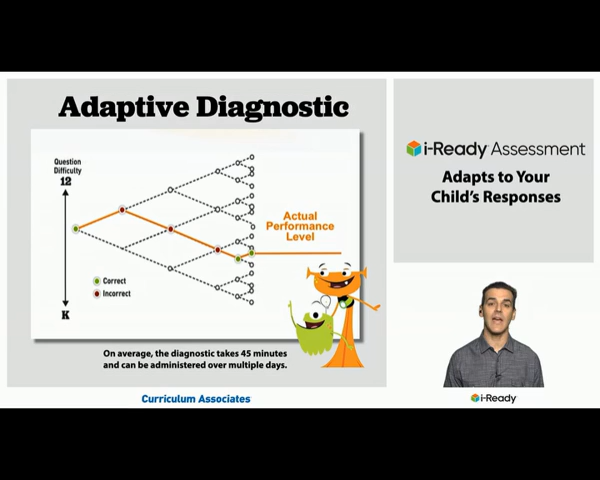 Adaptive Diagnostic
Question
Difficulty
12
K
Correct
Incorrect
Actual
Performance
Level
On average, the diagnostic takes 45 minutes
and can be administered over multiple days.
i-Ready Assessment
Adapts to Your
Child's Responses
Curriculum Associates
i-Ready